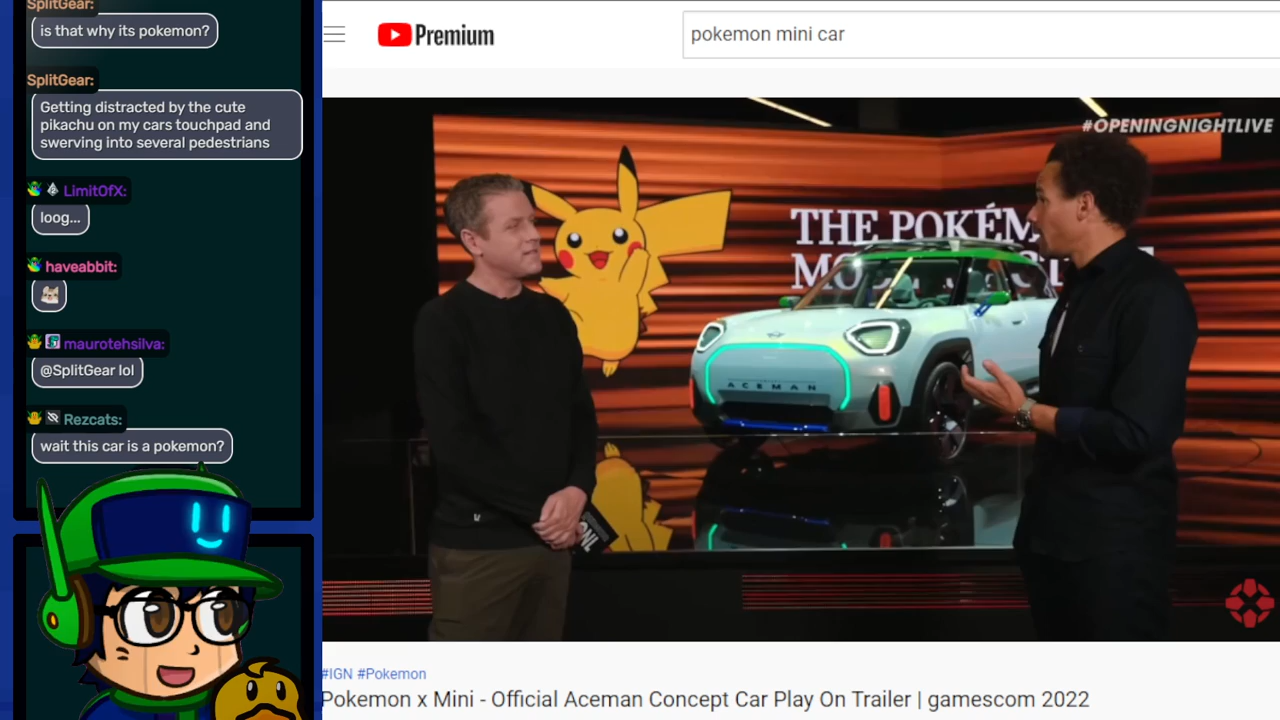 SplitGear:
is that why its pokemon?
SplitGear:
Getting distracted by the cute
pikachu on my cars touchpad and
swerving into several pedestrians
LimitOfX:
loog...
haveabbit:
maurotehsilva:
@SplitGear lol
Rezcats:
wait this car is a pokemon?
Premium
pokemon mini car
#OPENINGNIGHTLIVE
THE POKÉM
ACEMAN
#IGN #Pokemon
Pokemon x Mini - Official Aceman Concept Car Play On Trailer | gamescom 2022